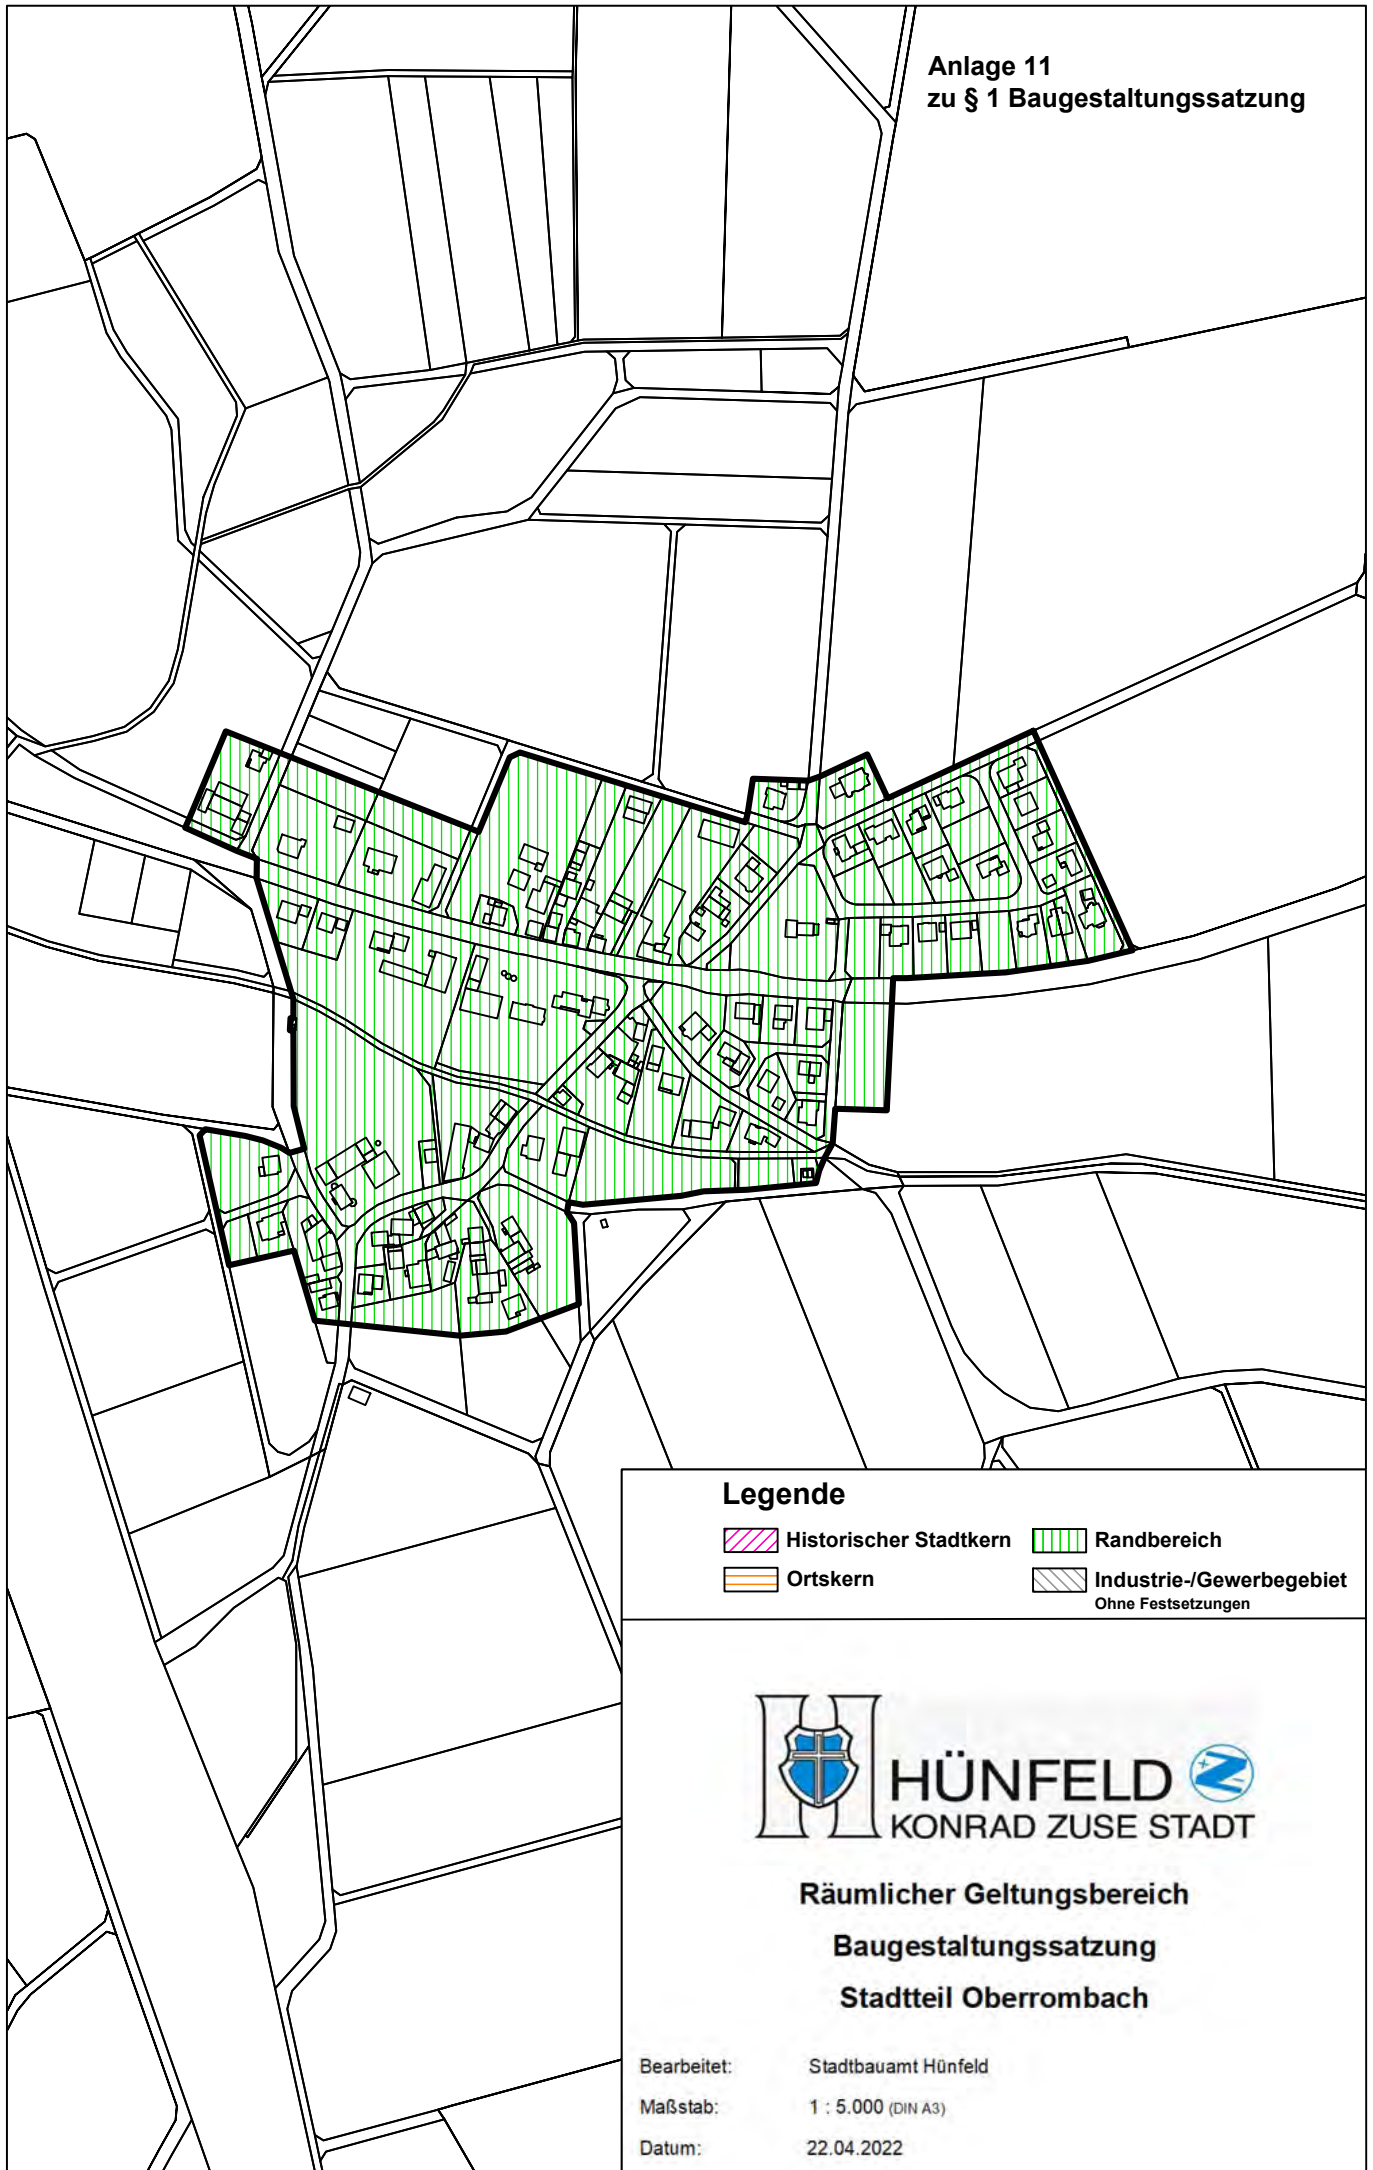 Anlage 11
zu § 1 Baugestaltungssatzung
Legende
Historischer Stadtkern
Randbereich
Ortskern
Industrie-/Gewerbegebiet
Ohne Festsetzungen
HÜNFELD
KONRAD ZUSE STADT
Räumlicher Geltungsbereich
Baugestaltungssatzung
Stadtteil Oberrombach
Bearbeitet: Stadtbauamt Hünfeld
Maßstab: 1 : 5.000 (DIN A3)
Datum: 22.04.2022